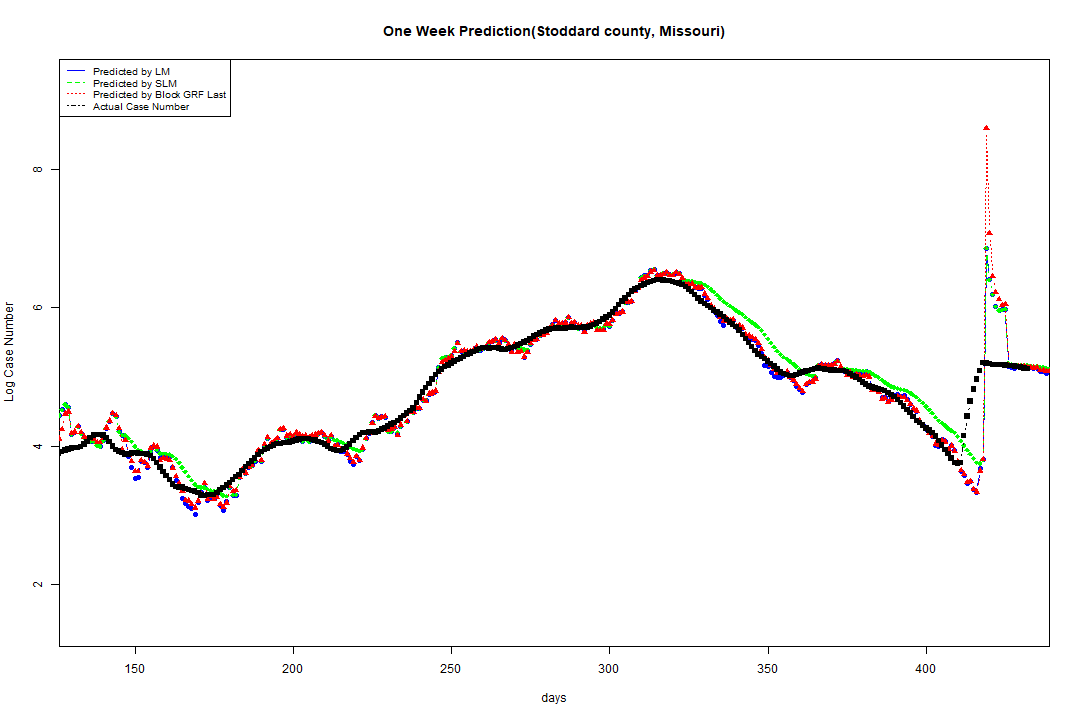 One Week Prediction(Stoddard county, Missouri)
Predicted by LM
Predicted by SLM
Predicted by Block GRF Last
Actual Case Number
8
6
4
2
Log Case Number
150 200 250 300 350 400
days